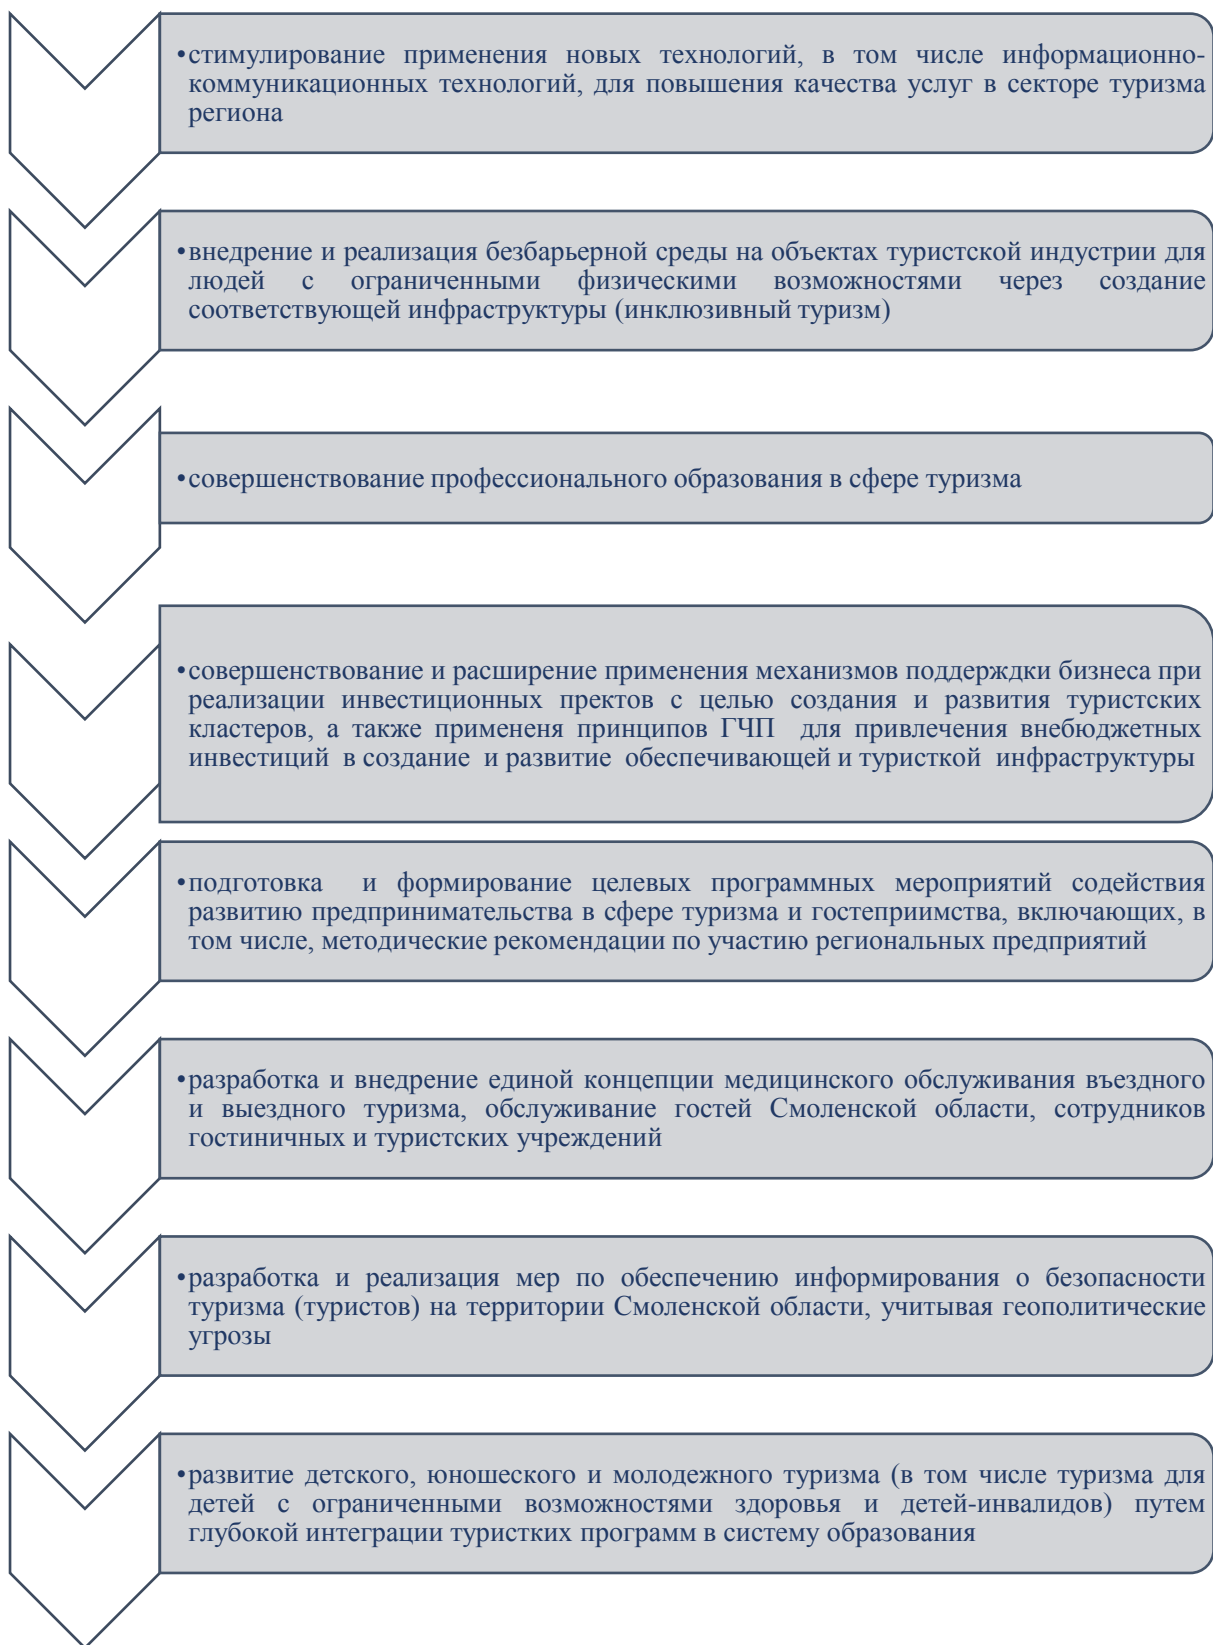 •стимулирование применения новых технологий, в том числе информационно-
коммуникационных технологий, для повышения качества услуг в секторе туризма
региона
•внедрение и реализация безбарьерной среды на объектах туристской индустрии для
людей с ограниченными физическими возможностями через создание
соответствующей инфраструктуры (инклюзивный туризм)
•совершенствование профессионального образования в сфере туризма
•совершенствование и расширение применения механизмов поддерждки бизнеса при
реализации инвестиционных пректов с целью создания и развития туристских
кластеров, а также примененя принципов ГЧП для привлечения внебюджетных
инвестиций в создание и развитие обеспечивающей и туристкой инфраструктуры
•подготовка и формирование целевых программных мероприятий содействия
развитию предпринимательства в сфере туризма и гостеприимства, включающих, в
том числе, методические рекомендации по участию региональных предприятий
•разработка и внедрение единой концепции медицинского обслуживания въездного
и выездного туризма, обслуживание гостей Смоленской области, сотрудников
гостиничных и туристских учреждений
•разработка и реализация мер по обеспечению информирования о безопасности
туризма (туристов) на территории Смоленской области, учитывая геополитические
угрозы
•развитие детского, юношеского и молодежного туризма (в том числе туризма для
детей с ограниченными возможностями здоровья и детей-инвалидов) путем
глубокой интеграции туристких программ в систему образования